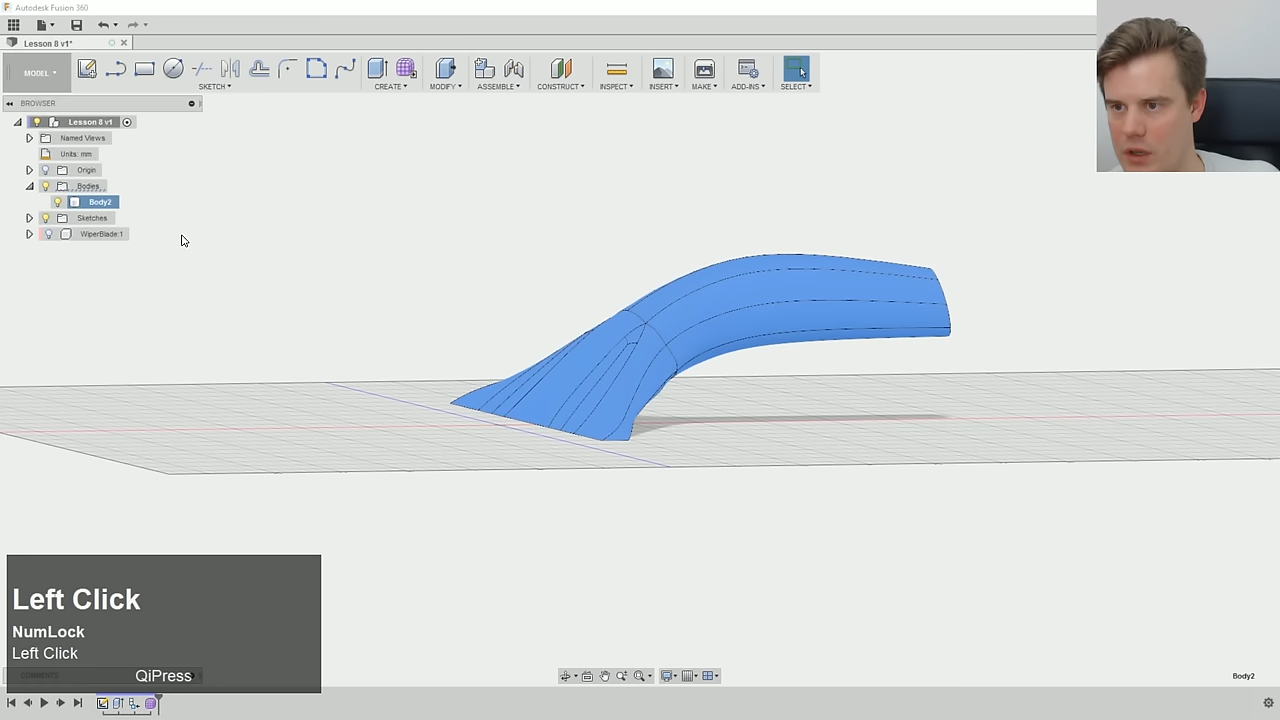 Autodesk Fusion 360
Lesson 8 v1*
MODEL
SKETCH
CREATE
MODIFY
ASSEMBLE
CONSTRUCT
INSPECT
INSERT
MAKE
ADD-INS
SELECT
BROWSER
Lesson 8 v1
Named Views
Units: mm
Origin
Bodies
Body2
Sketches
WiperBlade:1
Left Click
NumLock
Left Click
QiPress
COMMENTS
Body2